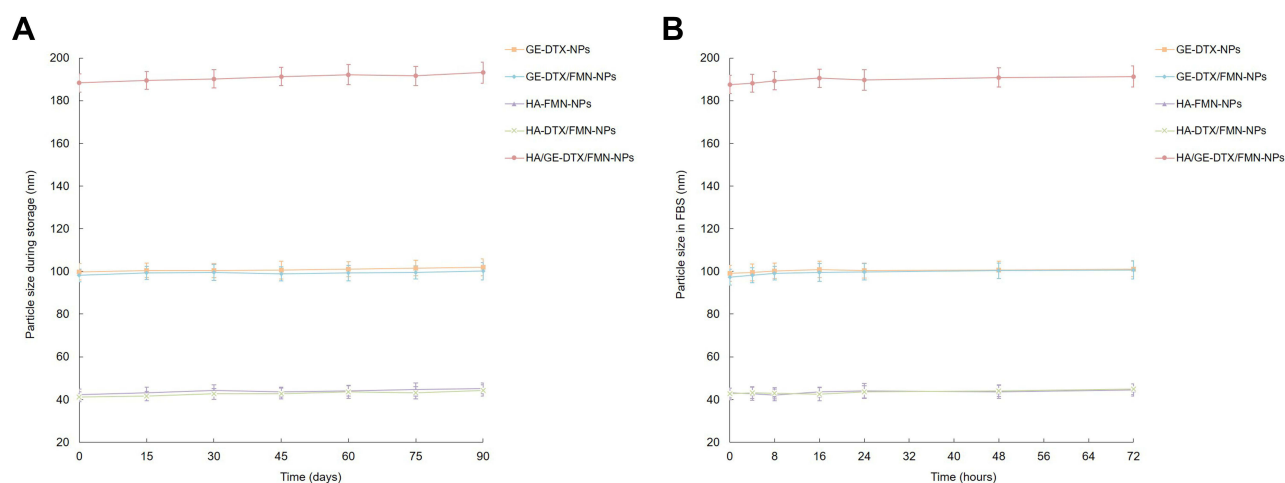 A
Particle size during storage (nm)
200
180
160
140
120
100
80
60
40
20
0
15
30
45
60
75
90
Time (days)
GE-DTX-NPs
GE-DTX/FMN-NPs
HA-FMN-NPs
HA-DTX/FMN-NPs
HA/GE-DTX/FMN-NPs
B
Particle size in FBS (nm)
200
180
160
140
120
100
80
60
40
20
0
8
16
24
32
40
48
56
64
72
Time (hours)
GE-DTX-NPs
GE-DTX/FMN-NPs
HA-FMN-NPs
HA-DTX/FMN-NPs
HA/GE-DTX/FMN-NPs